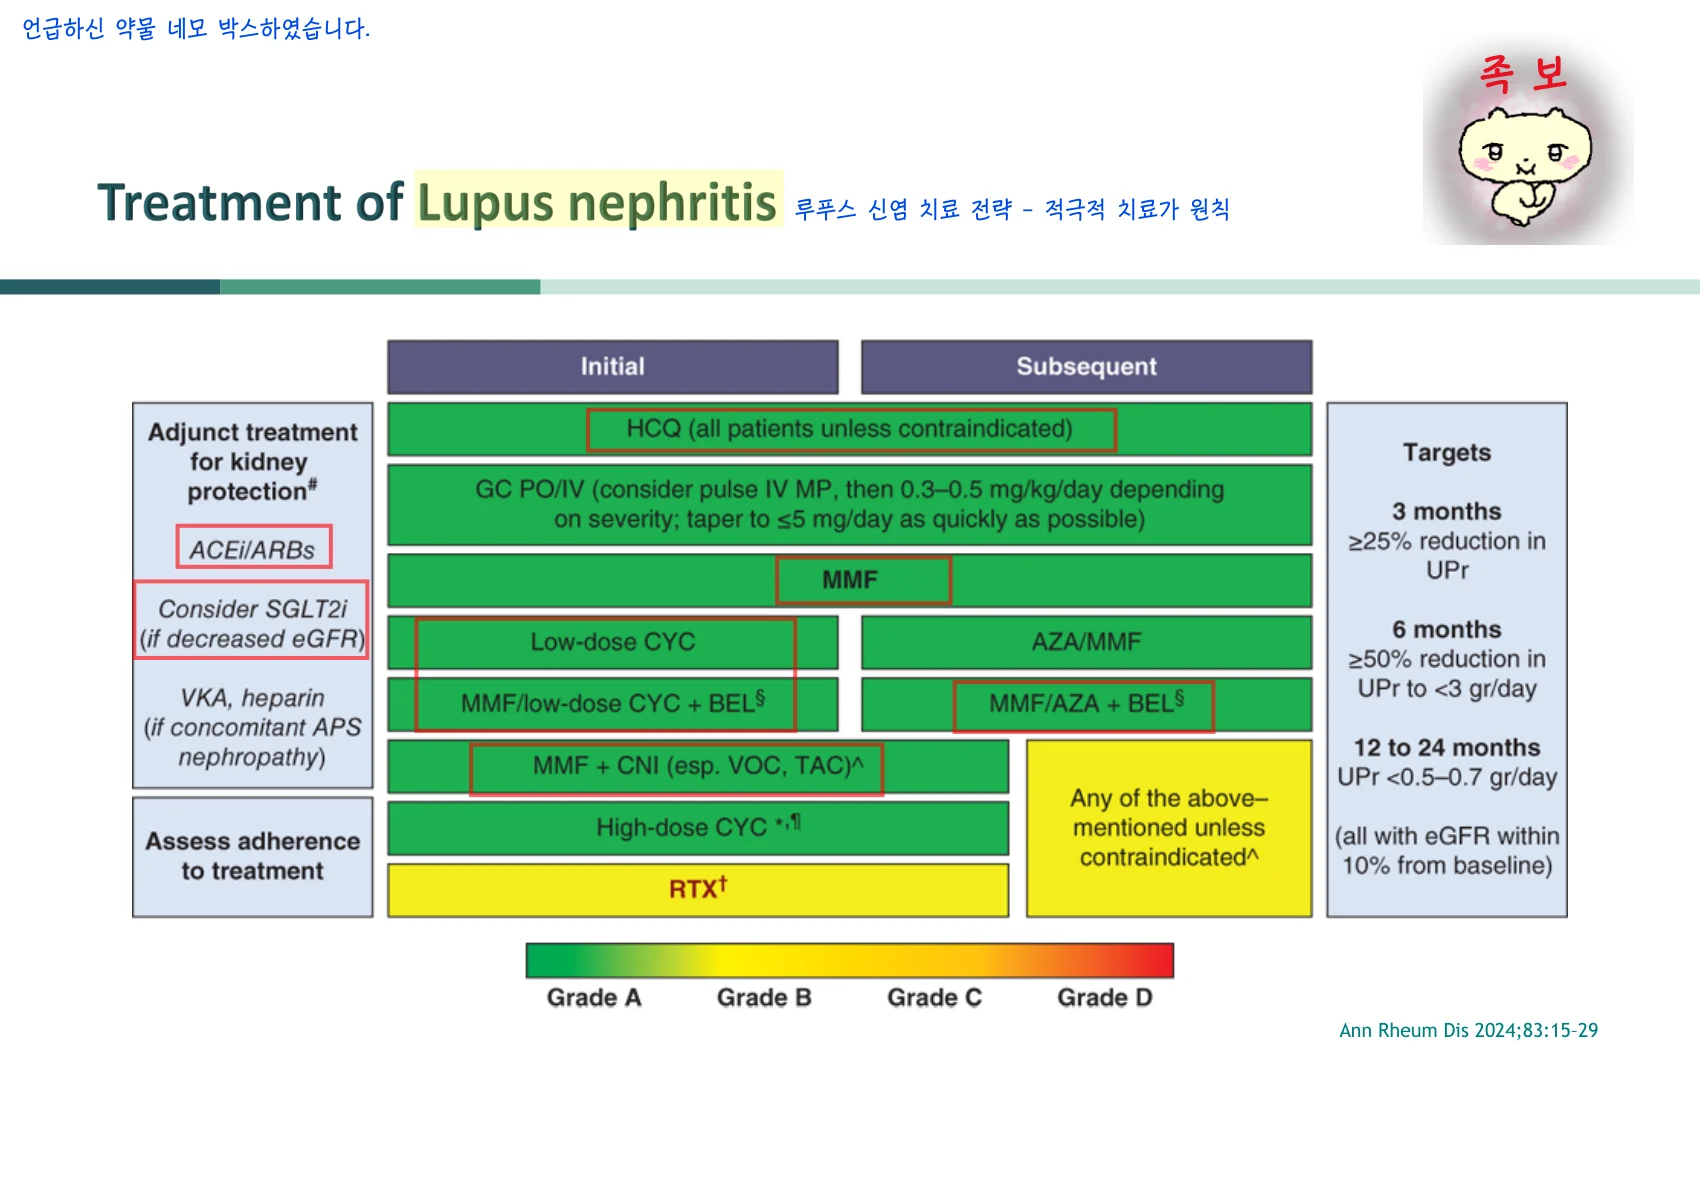 언급하신 약물 네모 박스하였습니다.
족보
Treatment of Lupus nephritis 루푸스 신염 치료 전략 - 적극적 치료가 원칙
Initial
Subsequent
Adjunct treatment
for kidney
protection#
ACEi/ARBs
Consider SGLT2i
(if decreased eGFR)
VKA, heparin
(if concomitant APS
nephropathy)
Assess adherence
to treatment
HCQ (all patients unless contraindicated)
GC PO/IV (consider pulse IV MP, then 0.3–0.5 mg/kg/day depending
on severity; taper to ≤5 mg/day as quickly as possible)
MMF
Low-dose CYC
AZA/MMF
MMF/low-dose CYC + BEL§
MMF/AZA + BEL§
MMF + CNI (esp. VOC, TAC)^
High-dose CYC *,¶
RTX†
Any of the above–
mentioned unless
contraindicated^
Targets
3 months
≥25% reduction in
UPr
6 months
≥50% reduction in
UPr to <3 gr/day
12 to 24 months
UPr <0.5–0.7 gr/day
(all with eGFR within
10% from baseline)
Grade A
Grade B
Grade C
Grade D
Ann Rheum Dis 2024;83:15-29